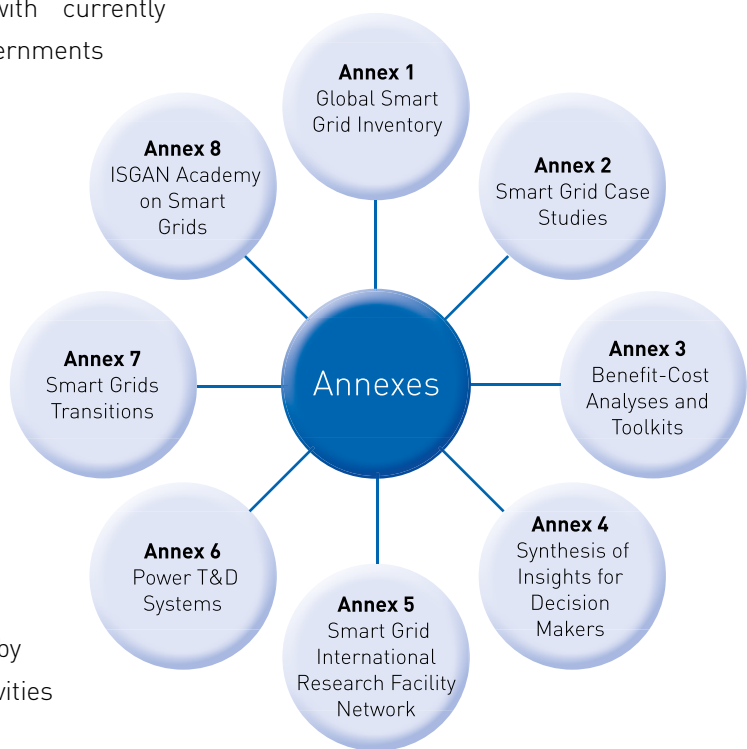 with currently
ernments
Annex 1
Global Smart
Grid Inventory
Annex 2
Smart Grid Case
Studies
Annex 3
Benefit-Cost
Analyses and
Toolkits
Annex 4
Synthesis of
Insights for
Decision
Makers
Annex 5
Smart Grid
International
Research Facility
Network
Annex 6
Power T&D
Systems
Annex 7
Smart Grids
Transitions
Annex 8
ISGAN Academy
on Smart
Grids
Annexes
vities